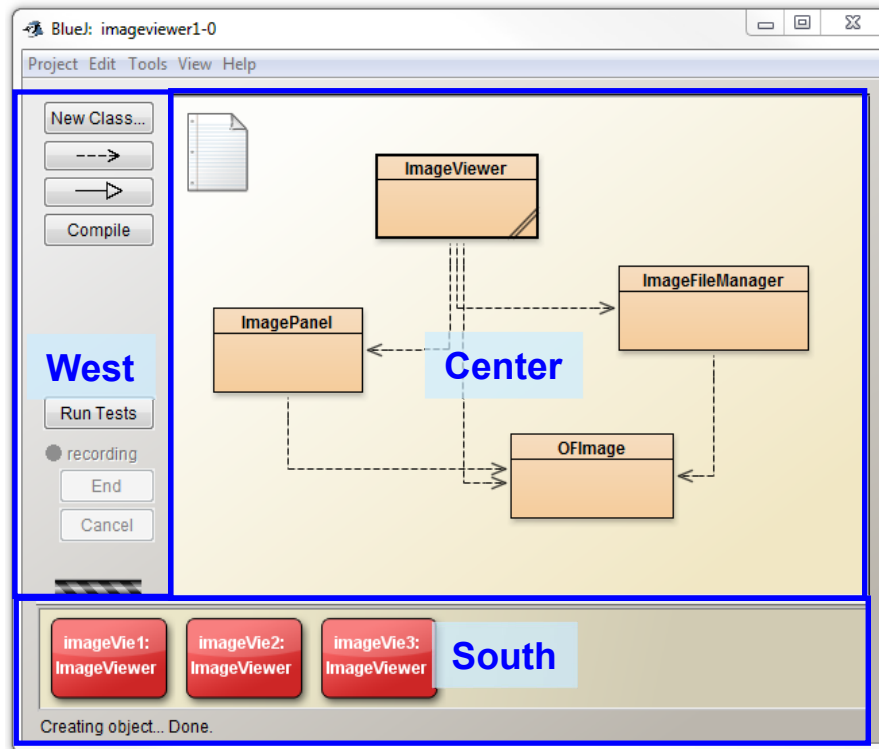 BlueJ: imageviewer1-0
Project Edit Tools View Help
New Class...
Compile
West
Run Tests
recording
End
Cancel
ImageViewer
ImageFileManager
ImagePanel
Center
OFImage
imageVie1:
ImageViewer
imageVie2:
ImageViewer
imageVie3:
ImageViewer
South
Creating object... Done.